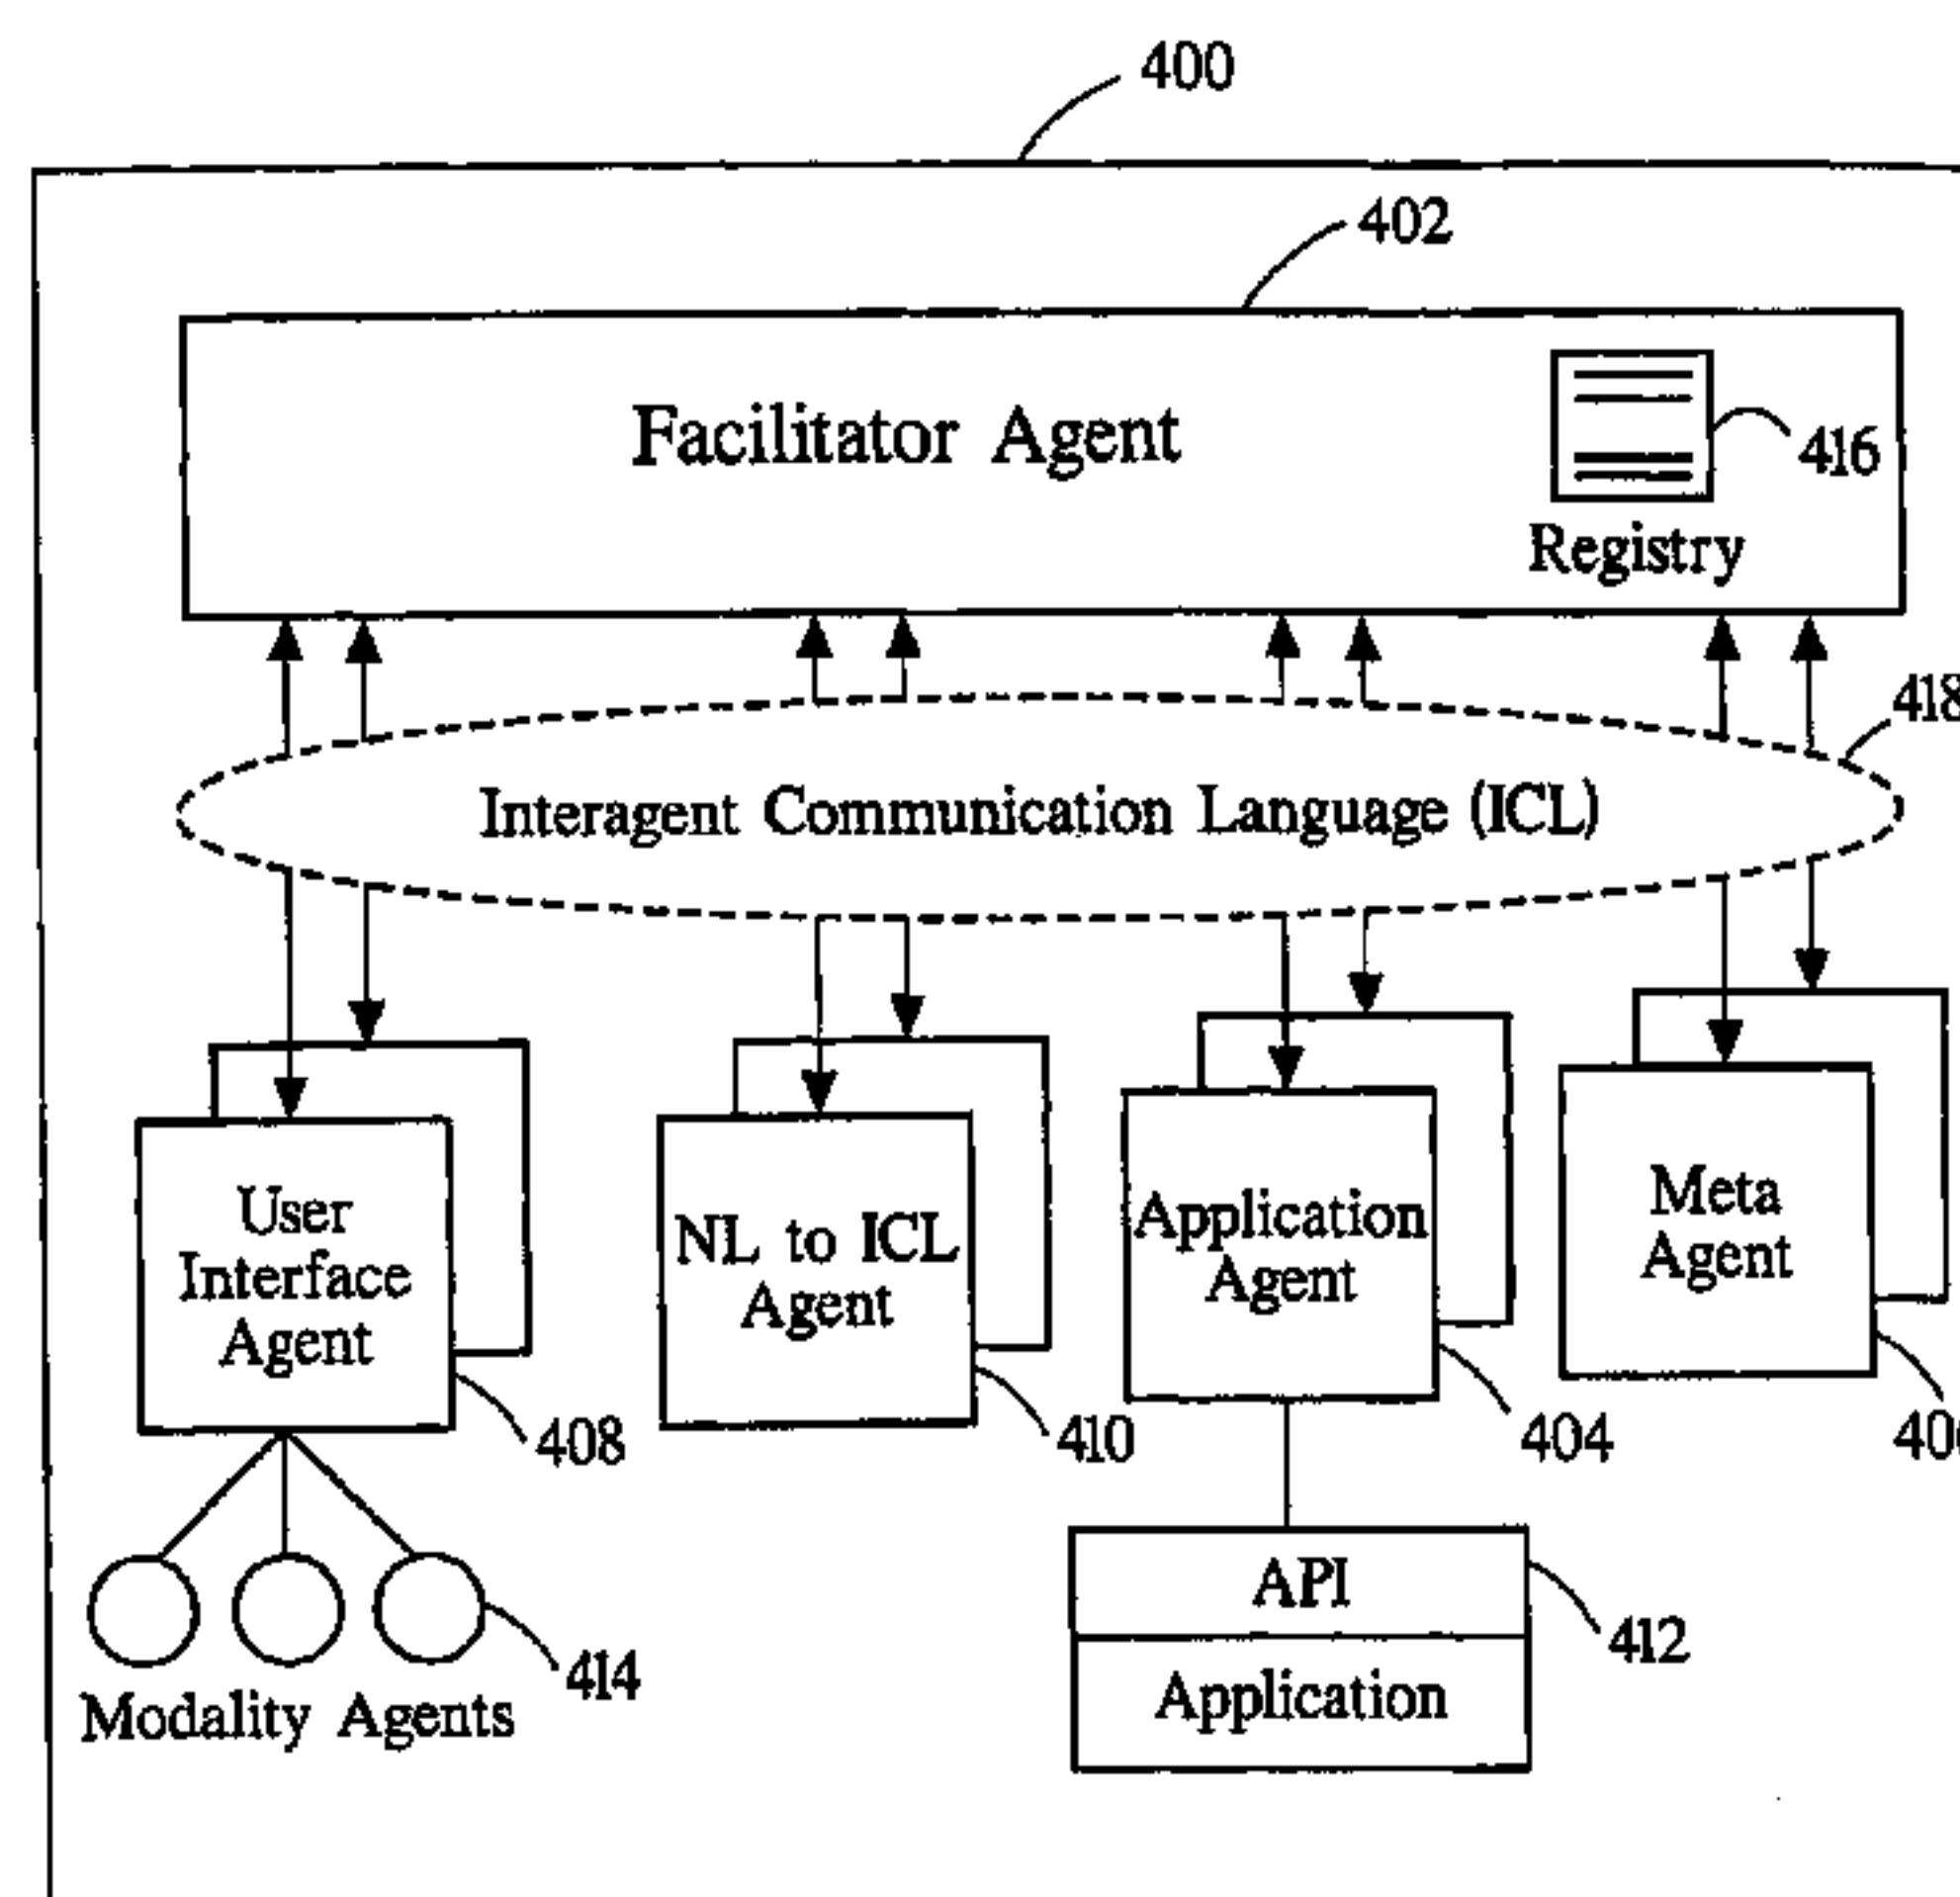 400
402
Facilitator Agent
416
Registry
418
Interagent Communication Language (ICL)
User
Interface
Agent
NL to ICL
Agent
Application
Agent
Meta
Agent
408
410
404
API
412
Application
414
Modality Agents